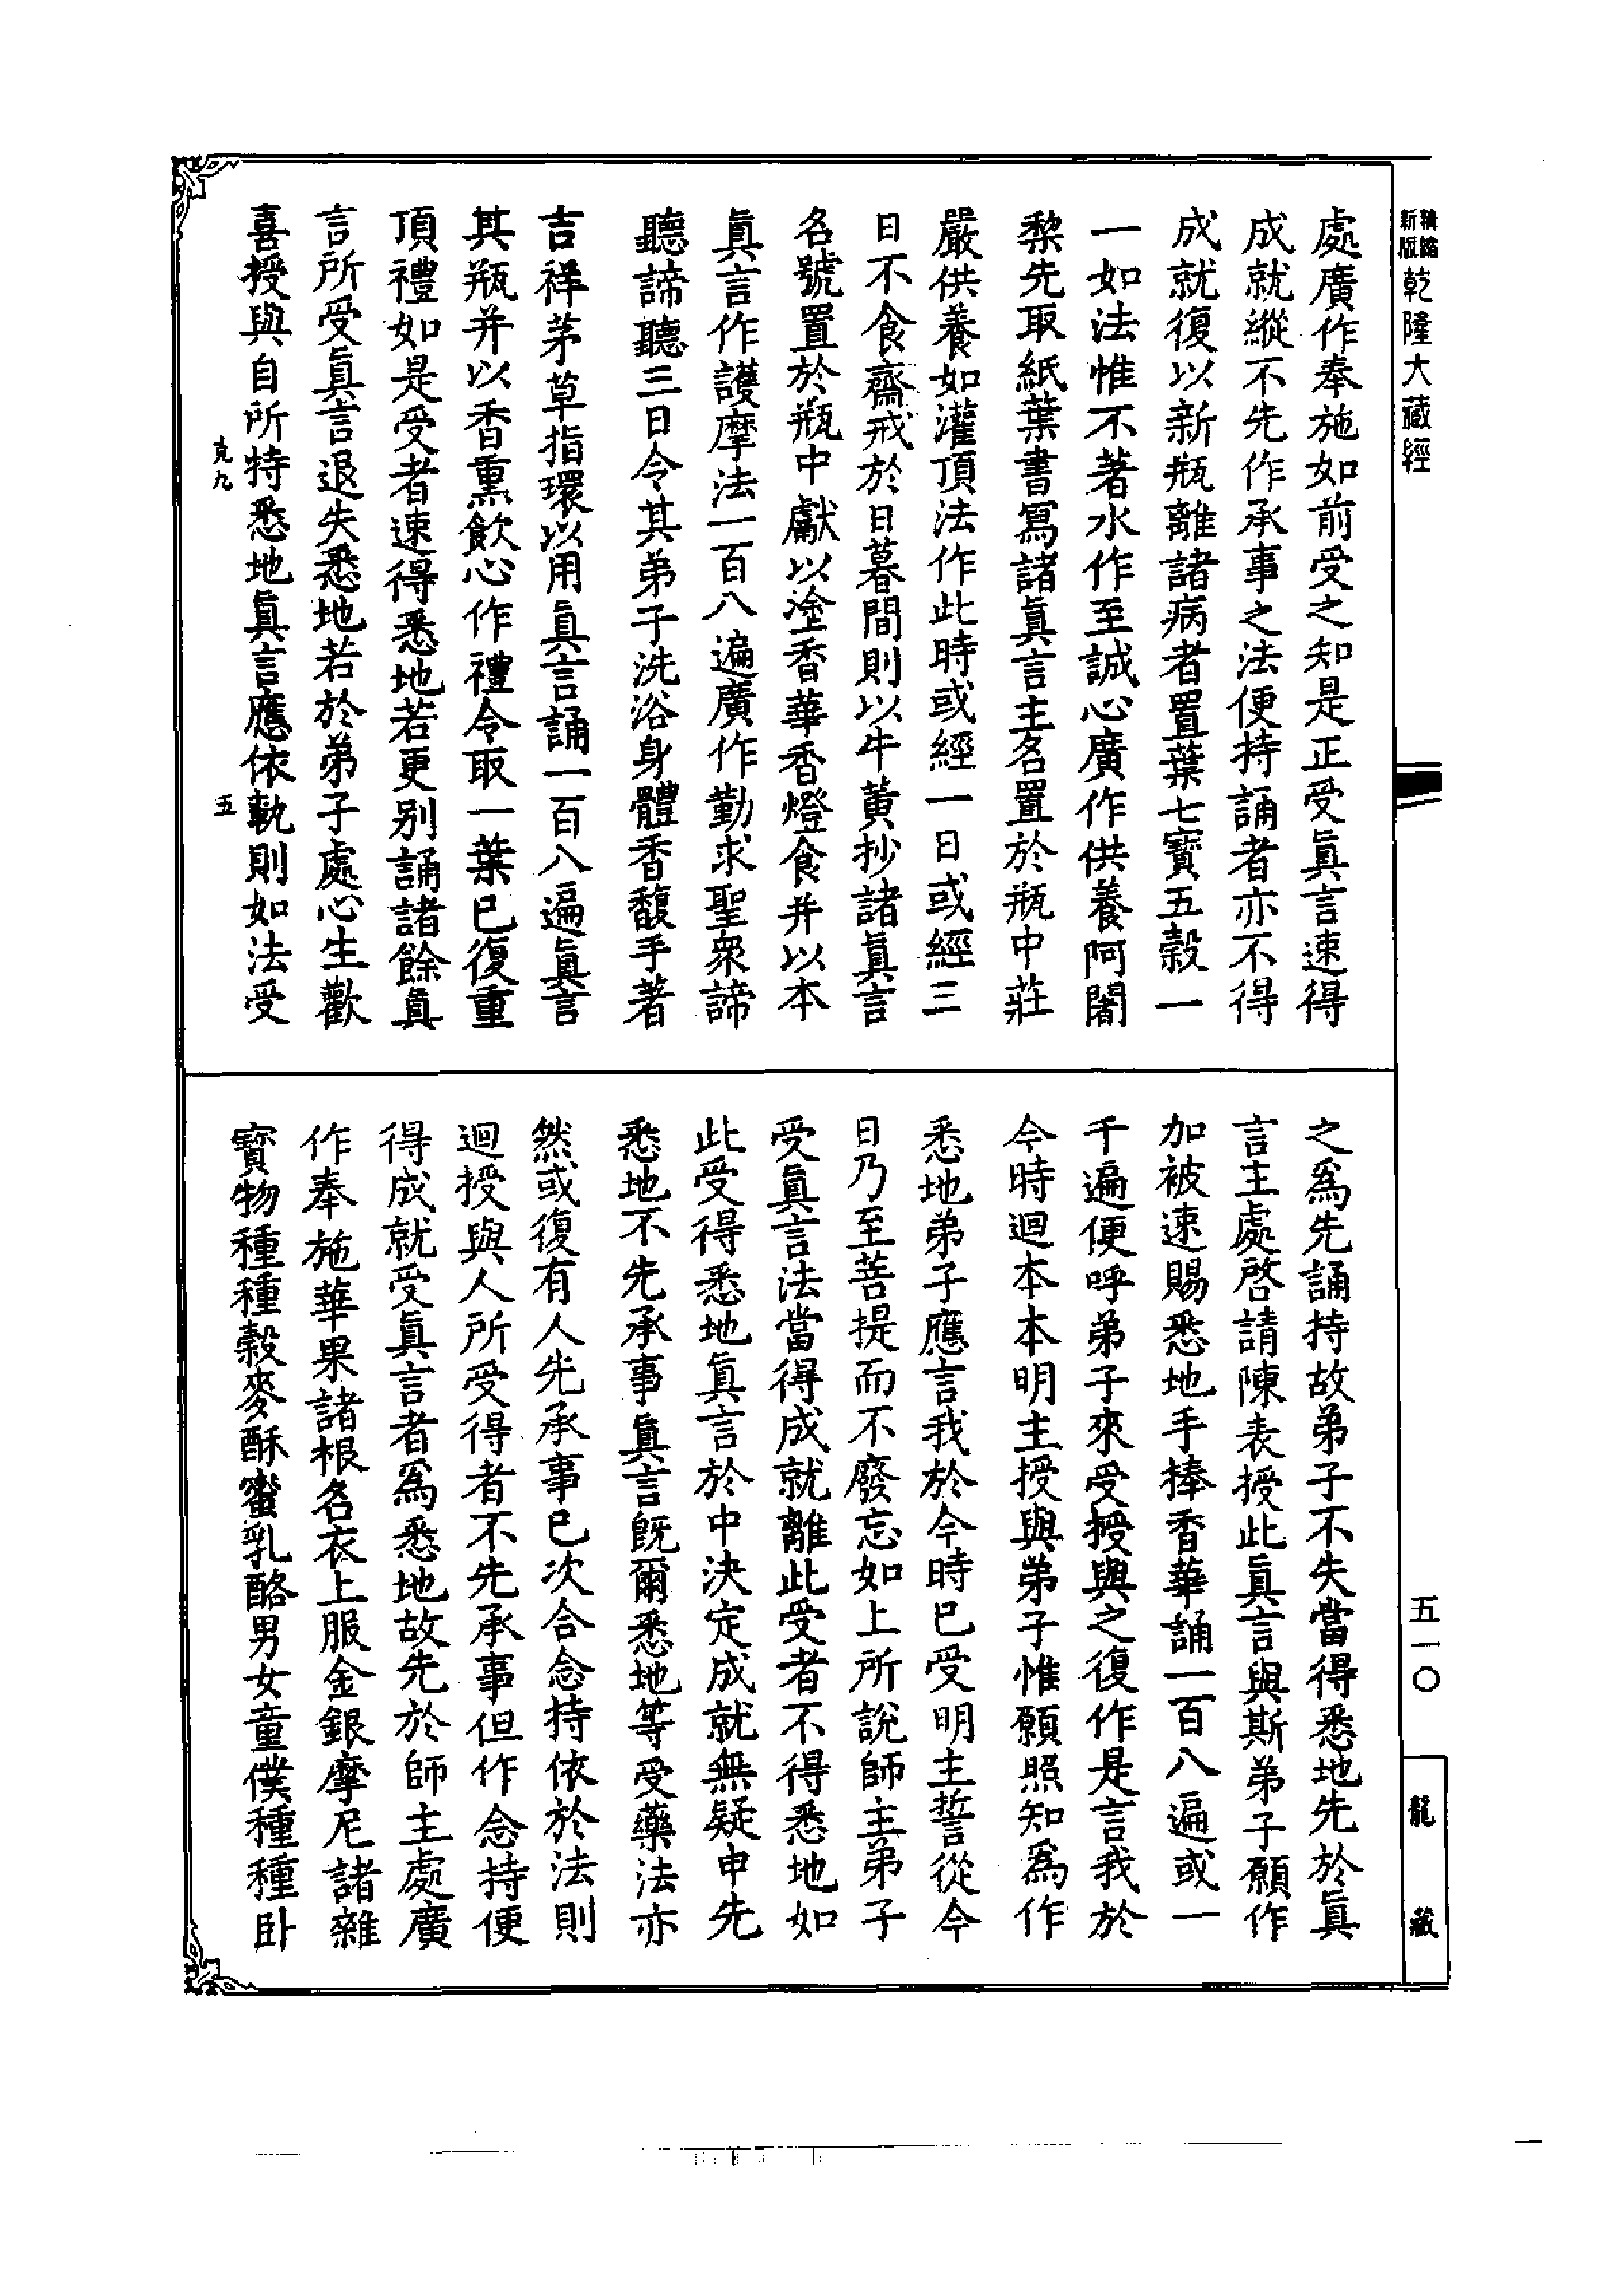 精縮
新版
乾隆大藏經
處廣作奉施如前受之知是正受眞言速得
成就縱不先作承事之法便持誦者亦不得
成就復以新瓶離諸病者置葉七寶五穀一
一如法惟不著水作至誠心廣作供養阿闍
黎先取紙葉書寫諸眞言主名置於瓶中莊
嚴供養如灌頂法作此時或經一日或經三
日不食齋戒於日暮間則以牛黃抄諸眞言
名號置於瓶中獻以塗香華香燈食并以本
眞言作護摩法一百八遍廣作勤求聖衆諦
聽諦聽三日令其弟子洗浴身體香馥手著
吉祥茅草指環以用眞言誦一百八遍眞言
其瓶并以香熏飲心作禮令取一葉已復重
頂禮如是受者速得悉地若更別誦諸餘眞
言所受眞言退失悉地若於弟子處心生歡
喜授與自所持悉地眞言應依軌則如法受
克九
五
之爲先誦持故弟子不失當得悉地先於眞
言主處啓請陳表授此眞言與斯弟子願作
加被速賜悉地手捧香華誦一百八遍或一
千遍便呼弟子來受授與之復作是言我於
今時迴本本明主授與弟子惟願照知爲作
悉地弟子應言我於今時已受明主誓從今
日乃至菩提而不廢忘如上所說師主弟子
受眞言法當得成就離此受者不得悉地如
此受得悉地眞言於中決定成就無疑申先
悉地不先承事眞言旣爾悉地等受藥法亦
然或復有人先承事已次合念持依於法則
迴授與人所受得者不先承事但作念持便
得成就受眞言者爲悉地故先於師主處廣
作奉施華果諸根名衣上服金銀摩尼諸雜
寶物種種穀麥酥蜜乳酪男女童僕種種卧
五一〇
龍藏